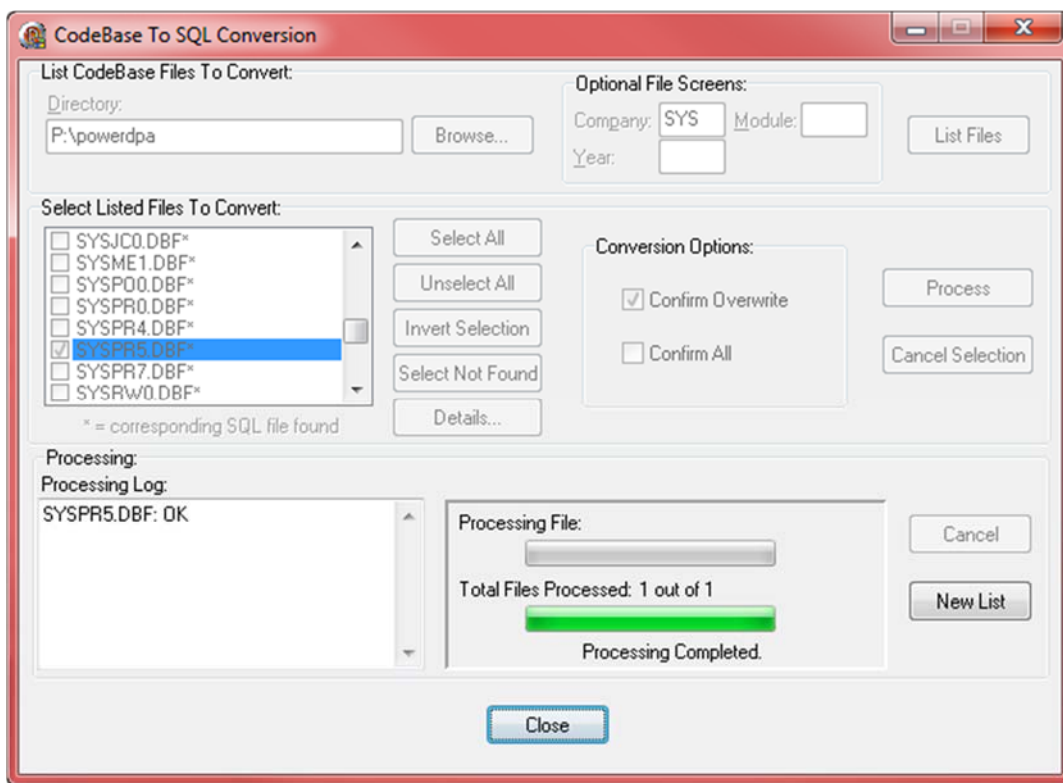 CodeBase To SQL Conversion
List CodeBase Files To Convert:
Directory:
P:\powerdpa
Browse...
Optional File Screens:
Company: SYS Module:
Year:
List Files
Select Listed Files To Convert:
SYSJC0.DBF*
SYSME1.DBF*
SYSPO0.DBF*
SYSPR0.DBF*
SYSPR4.DBF*
SYSPR5.DBF*
SYSPR7.DBF*
SYSRW0.DBF*
* = corresponding SQL file found
Select All
Unselect All
Invert Selection
Select Not Found
Details...
Conversion Options:
Confirm Overwrite
Confirm All
Process
Cancel Selection
Processing:
Processing Log:
SYSPR5.DBF: OK
Processing File:
Total Files Processed: 1 out of 1
Processing Completed.
Cancel
New List
Close